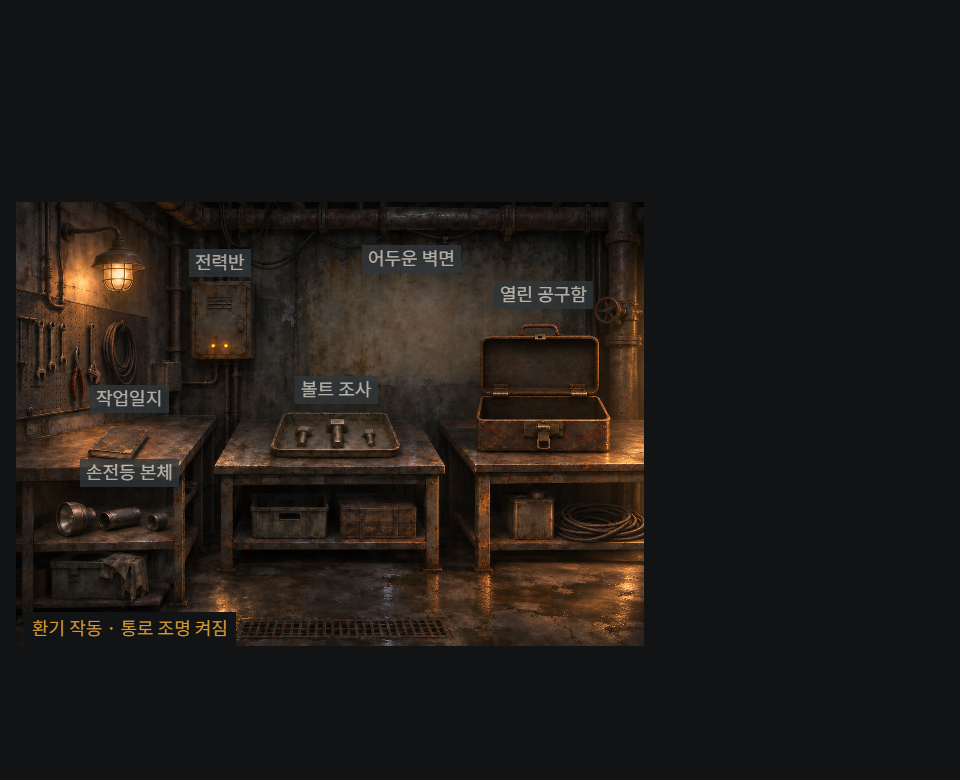 전력반
어두운 벽면
열린 공구함
볼트 조사
작업일지
손전등 본체
환기 작동 · 통로 조명 켜짐